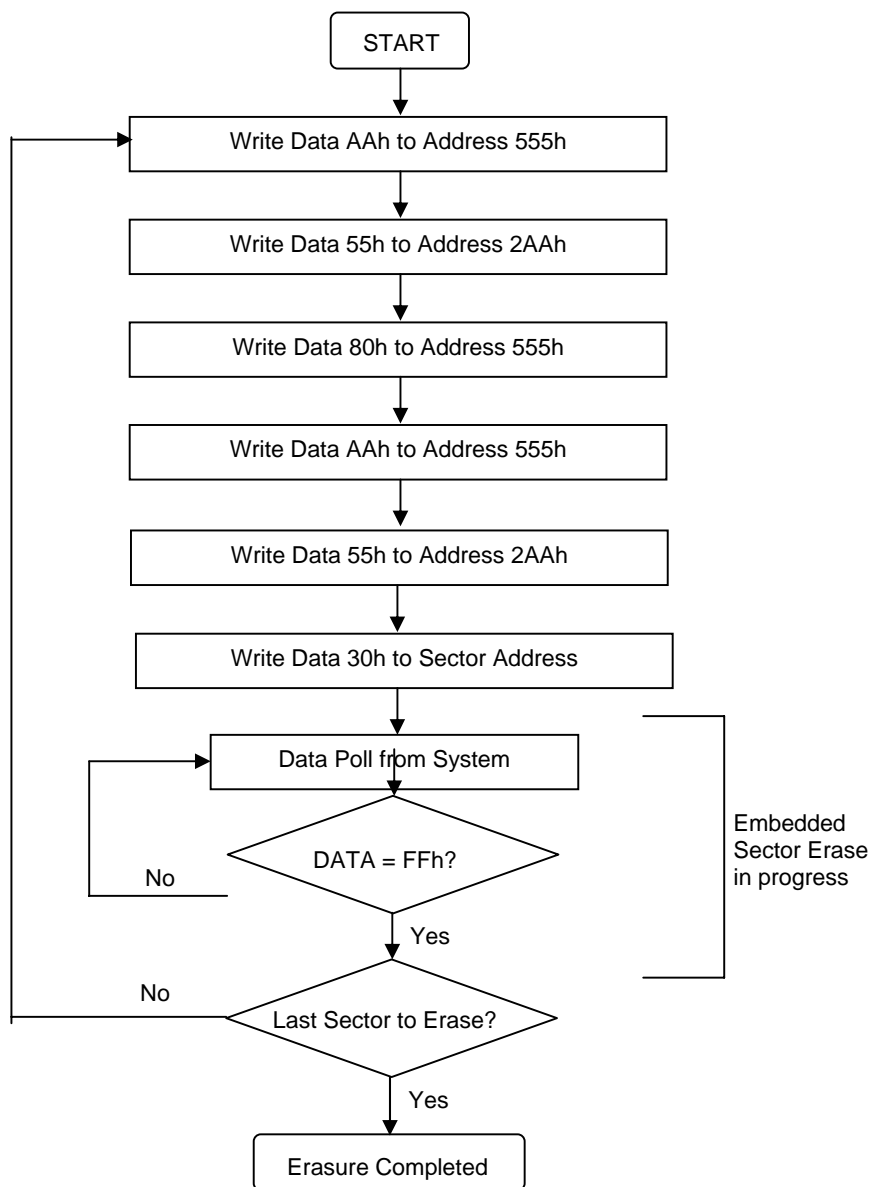 START
Write Data AAh to Address 555h
Write Data 55h to Address 2AAh
Write Data 80h to Address 555h
Write Data AAh to Address 555h
Write Data 55h to Address 2AAh
Write Data 30h to Sector Address
Data Poll from System
DATA = FFh?
No
Yes
Embedded
Sector Erase
in progress
Last Sector to Erase?
No
Yes
Erasure Completed